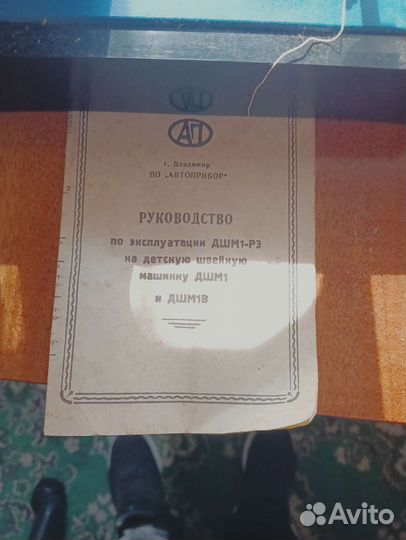 АП
г. Владимир
ПО „АВТОПРИБОР"
РУКОВОДСТВО
по эксплуатации ДШМ1-РЭ
на детскую швейную
машинку ДШМ1
и ДШМ1В
Avito